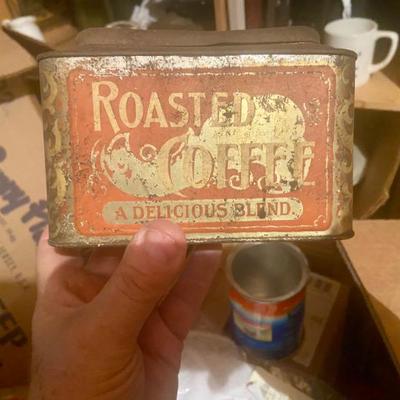 ROASTED
COFFEE
A DELICIOUS BLEND.